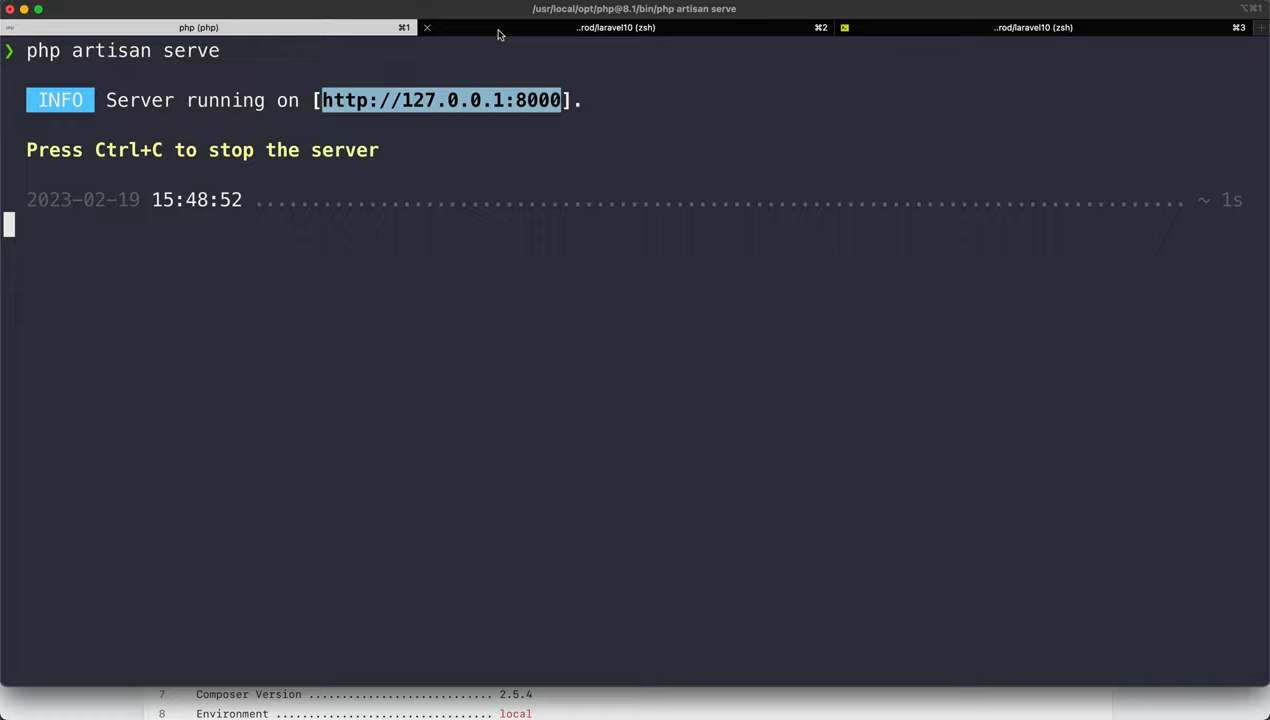 /usr/local/opt/php@8.1/bin/php artisan serve
⌥⌘1
php php (php) ⌘1 ..rod/laravel10 (zsh) ⌘2 ..rod/laravel10 (zsh) ⌘3
❯ php artisan serve
INFO Server running on [http://127.0.0.1:8000].
Press Ctrl+C to stop the server
2023-02-19 15:48:52 .................................................................................. ~ 1s
7 Composer Version ............................ 2.5.4
8 Environment ................................. local